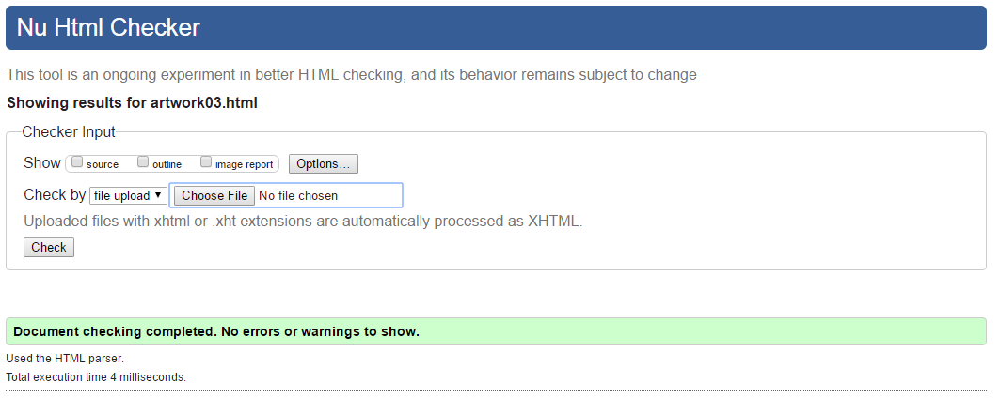 Nu Html Checker
This tool is an ongoing experiment in better HTML checking, and its behavior remains subject to change
Showing results for artwork03.html
Checker Input
Show source outline image report Options...
Check by file upload Choose File No file chosen
Uploaded files with xhtml or .xht extensions are automatically processed as XHTML.
Check
Document checking completed. No errors or warnings to show.
Used the HTML parser.
Total execution time 4 milliseconds.